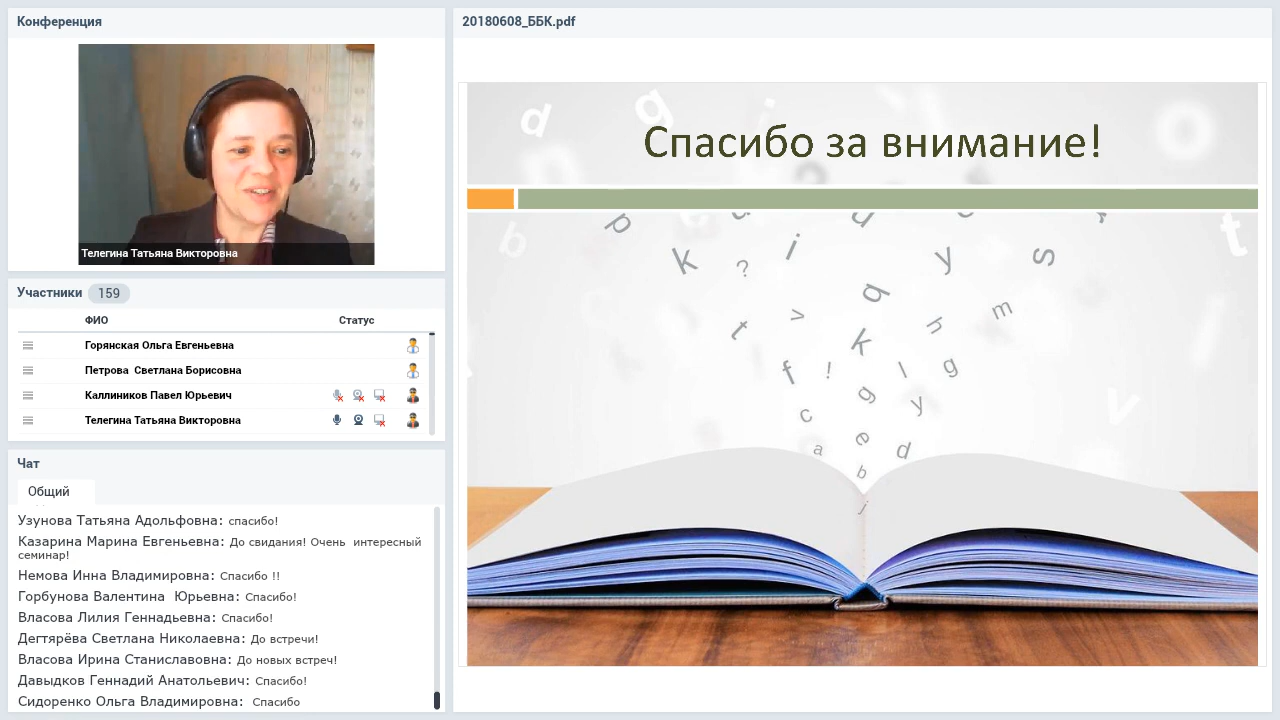 Конференция
Телегина Татьяна Викторовна
Участники 159
ФИО Статус
Горянская Ольга Евгеньевна
Петрова Светлана Борисовна
Каллиников Павел Юрьевич
Телегина Татьяна Викторовна
Чат
Общий
Узунова Татьяна Адольфовна: спасибо!
Казарина Марина Евгеньевна: До свидания! Очень интересный
семинар!
Немова Инна Владимировна: Спасибо !!
Горбунова Валентина Юрьевна: Спасибо!
Власова Лилия Геннадьевна: Спасибо!
Дегтярёва Светлана Николаевна: До встречи!
Власова Ирина Станиславовна: До новых встреч!
Давыдков Геннадий Анатольевич: Спасибо!
Сидоренко Ольга Владимировна: Спасибо
20180608_ББК.pdf
Спасибо за внимание!